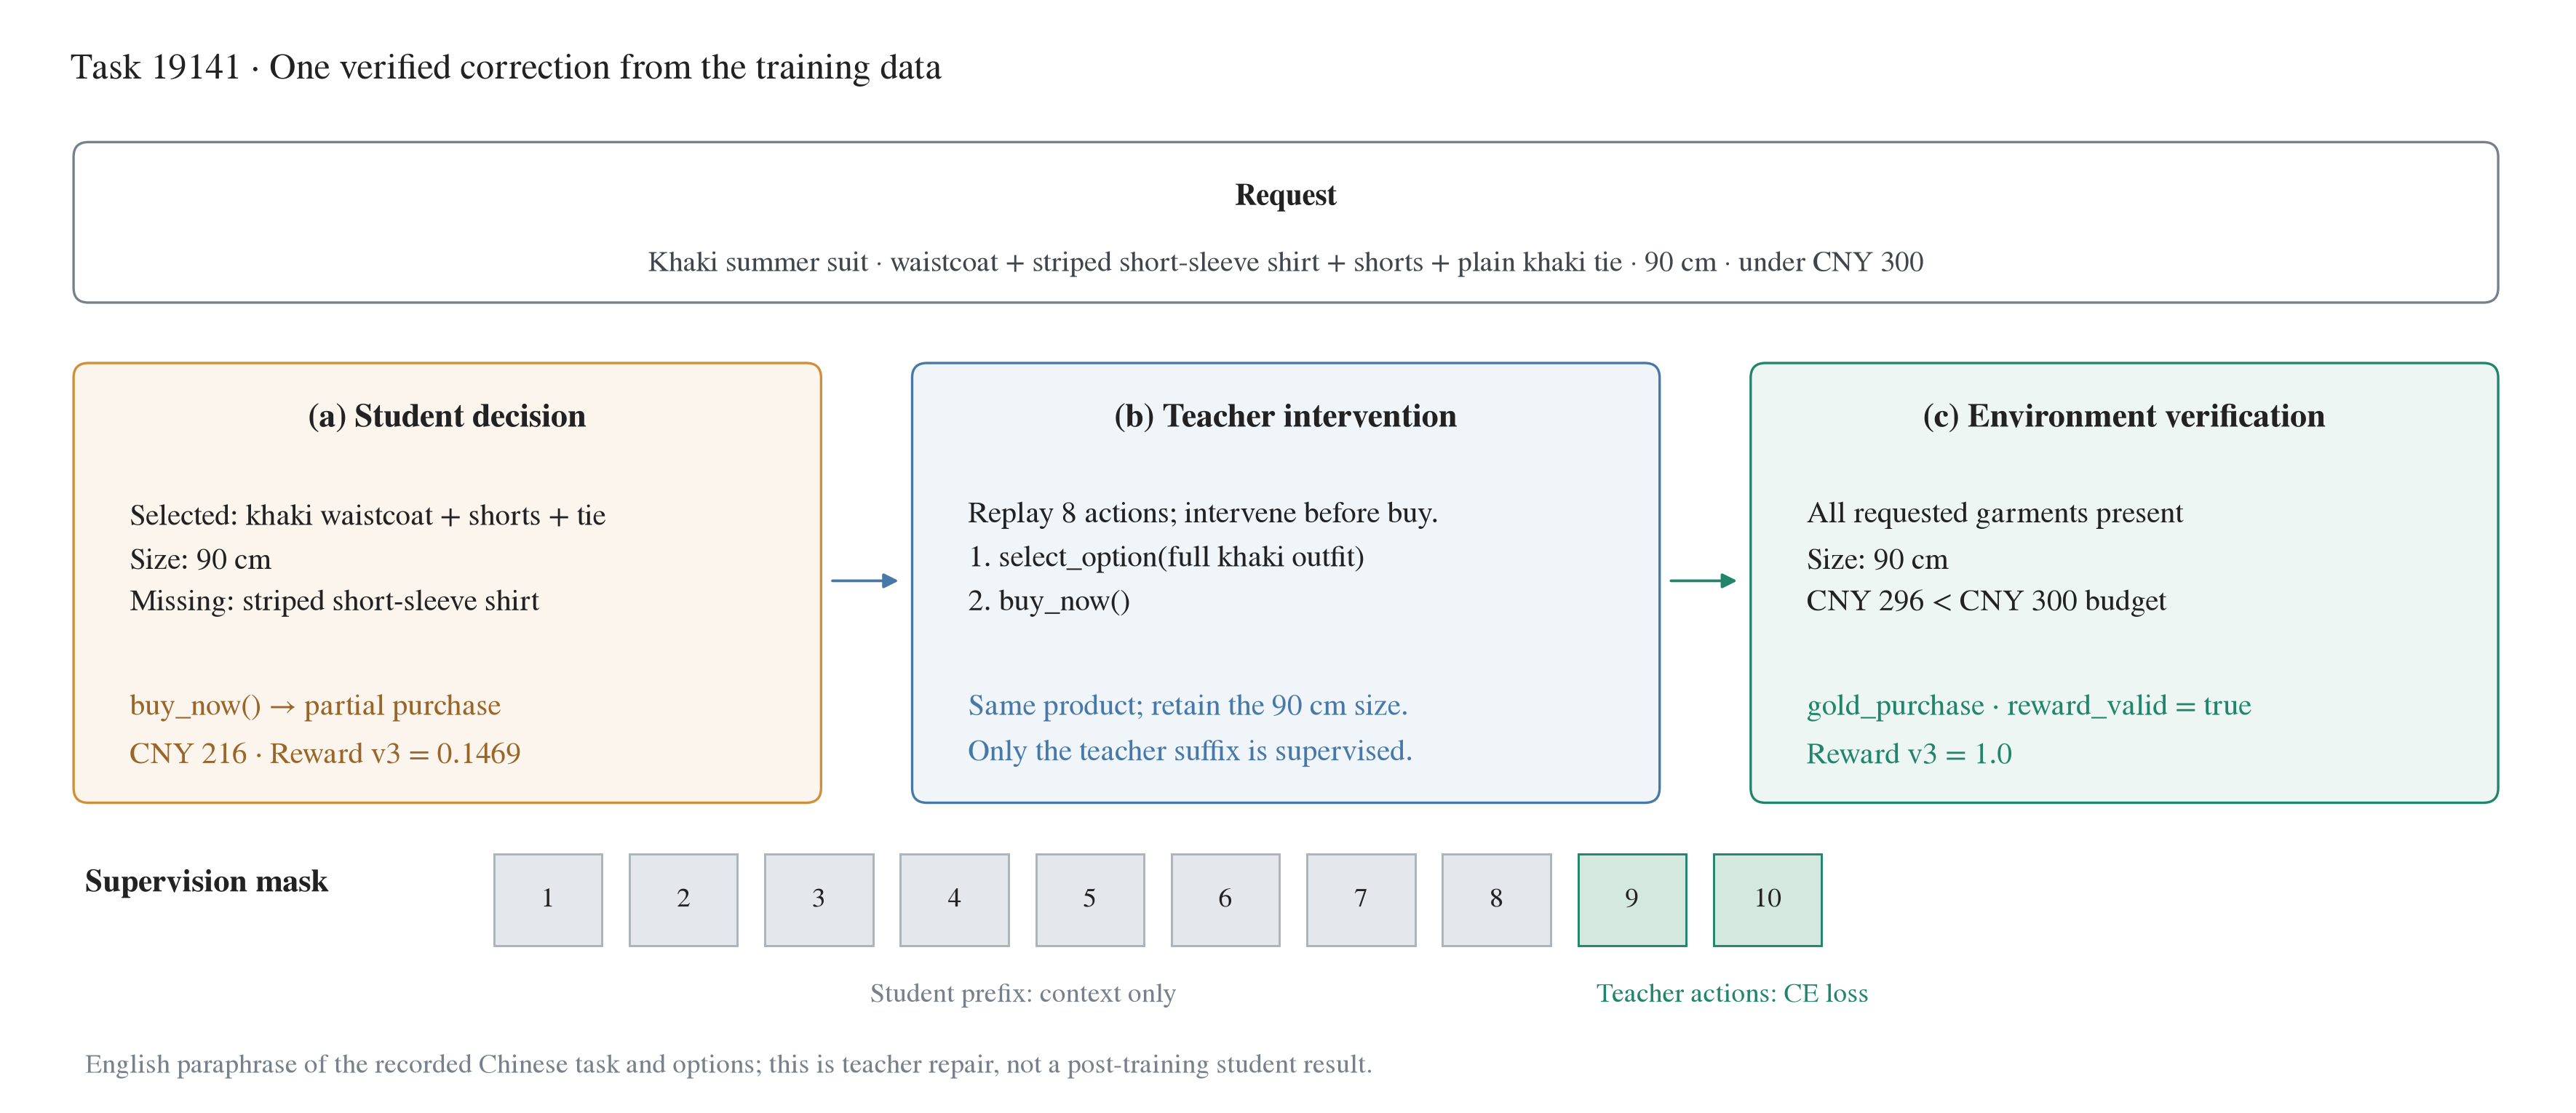 Task 19141 · One verified correction from the training data
Request
Khaki summer suit · waistcoat + striped short-sleeve shirt + shorts + plain khaki tie · 90 cm · under CNY 300
(a) Student decision
Selected: khaki waistcoat + shorts + tie
Size: 90 cm
Missing: striped short-sleeve shirt
buy_now() → partial purchase
CNY 216 · Reward v3 = 0.1469
(b) Teacher intervention
Replay 8 actions; intervene before buy.
1. select_option(full khaki outfit)
2. buy_now()
Same product; retain the 90 cm size.
Only the teacher suffix is supervised.
(c) Environment verification
All requested garments present
Size: 90 cm
CNY 296 < CNY 300 budget
gold_purchase · reward_valid = true
Reward v3 = 1.0
Supervision mask
1 2 3 4 5 6 7 8 9 10
Student prefix: context only
Teacher actions: CE loss
English paraphrase of the recorded Chinese task and options; this is teacher repair, not a post-training student result.